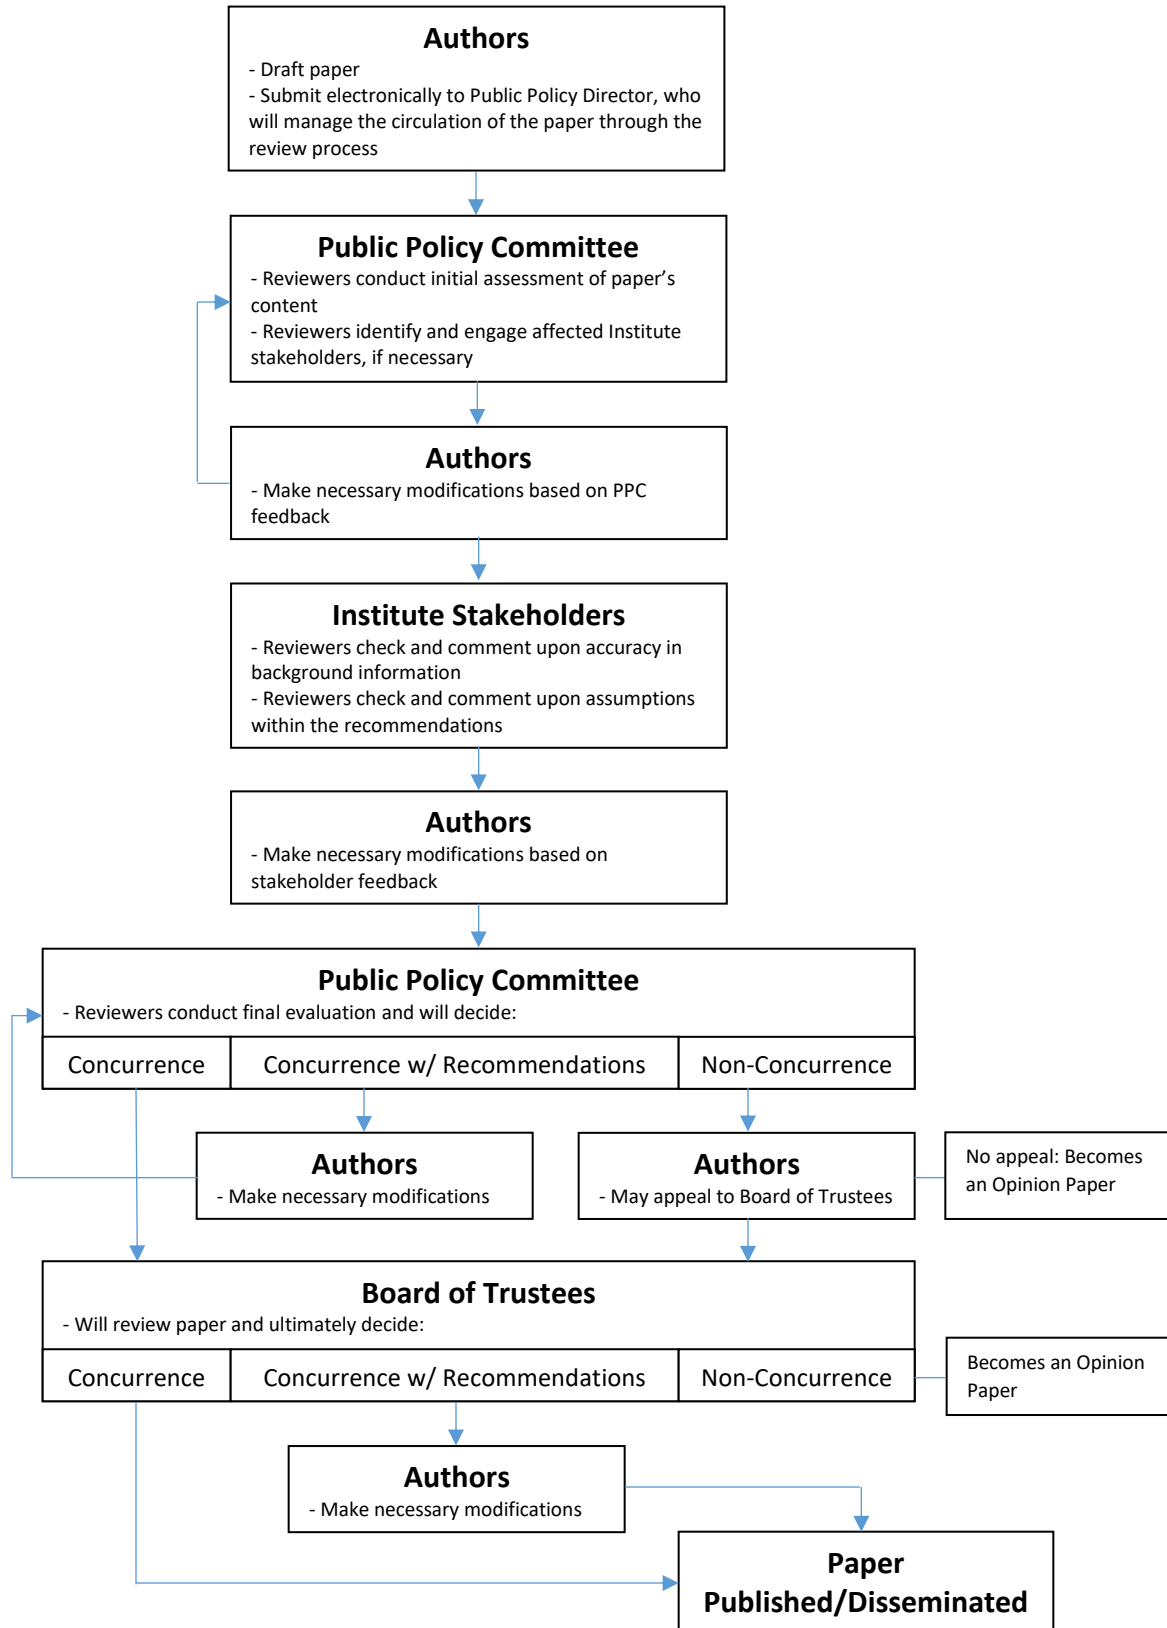 Authors
- Draft paper
- Submit electronically to Public Policy Director, who
will manage the circulation of the paper through the
review process
Public Policy Committee
- Reviewers conduct initial assessment of paper’s
content
- Reviewers identify and engage affected Institute
stakeholders, if necessary
Authors
- Make necessary modifications based on PPC
feedback
Institute Stakeholders
- Reviewers check and comment upon accuracy in
background information
- Reviewers check and comment upon assumptions
within the recommendations
Authors
- Make necessary modifications based on
stakeholder feedback
Public Policy Committee
- Reviewers conduct final evaluation and will decide:
Concurrence
Concurrence w/ Recommendations
Non-Concurrence
Authors
- Make necessary modifications
Authors
- May appeal to Board of Trustees
No appeal: Becomes
an Opinion Paper
Board of Trustees
- Will review paper and ultimately decide:
Concurrence
Concurrence w/ Recommendations
Non-Concurrence
Becomes an Opinion
Paper
Authors
- Make necessary modifications
Paper
Published/Disseminated